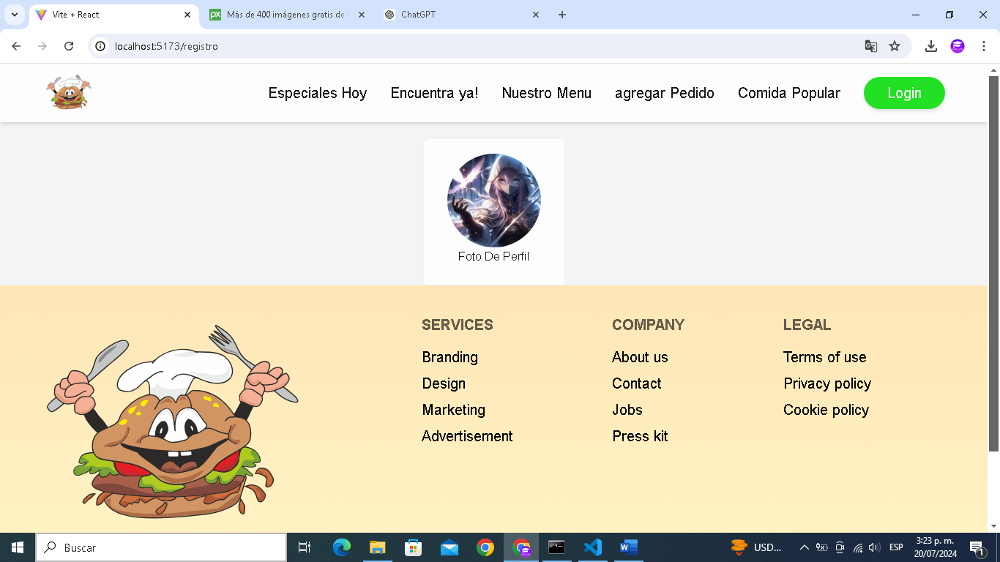 Vite + React
Más de 400 imágenes gratis de
ChatGPT
localhost:5173/registro
Especiales Hoy
Encuentra ya!
Nuestro Menu
agregar Pedido
Comida Popular
Login
Foto De Perfil
SERVICES
Branding
Design
Marketing
Advertisement
COMPANY
About us
Contact
Jobs
Press kit
LEGAL
Terms of use
Privacy policy
Cookie policy
Buscar
USD...
ESP
3:23 p. m.
20/07/2024
1